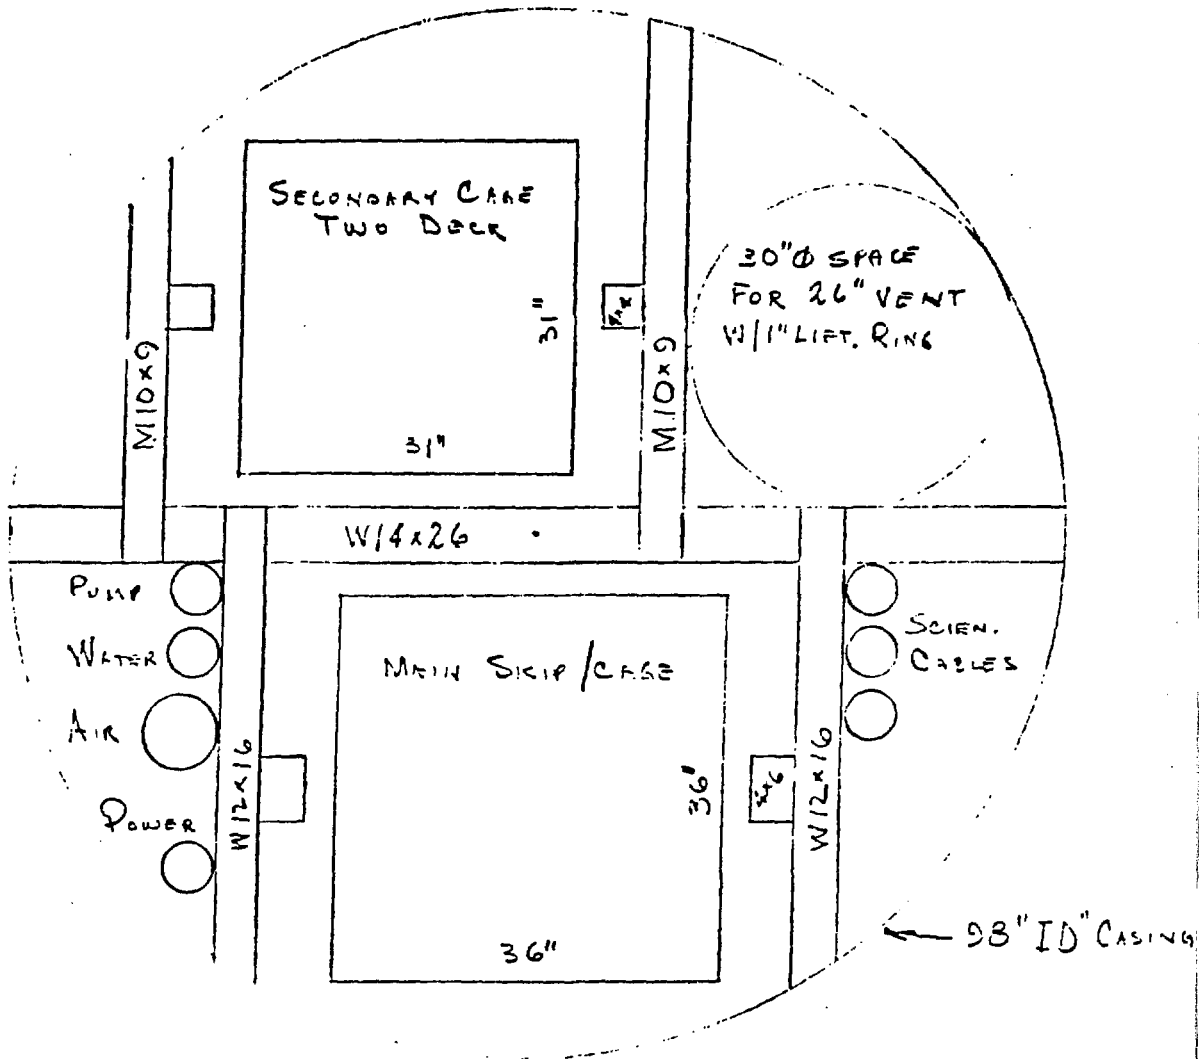 SECONDARY CAGE
TWO DECK
31"
31"
M10x9
M10x9
30"Ø SPACE
FOR 26" VENT
W/1" LIFT. RING
W14x26
PUMP
WATER
AIR
POWER
W12x16
MAIN SKIP/CAGE
36"
36"
W12x16
SCIEN.
CABLES
98" ID" CASING